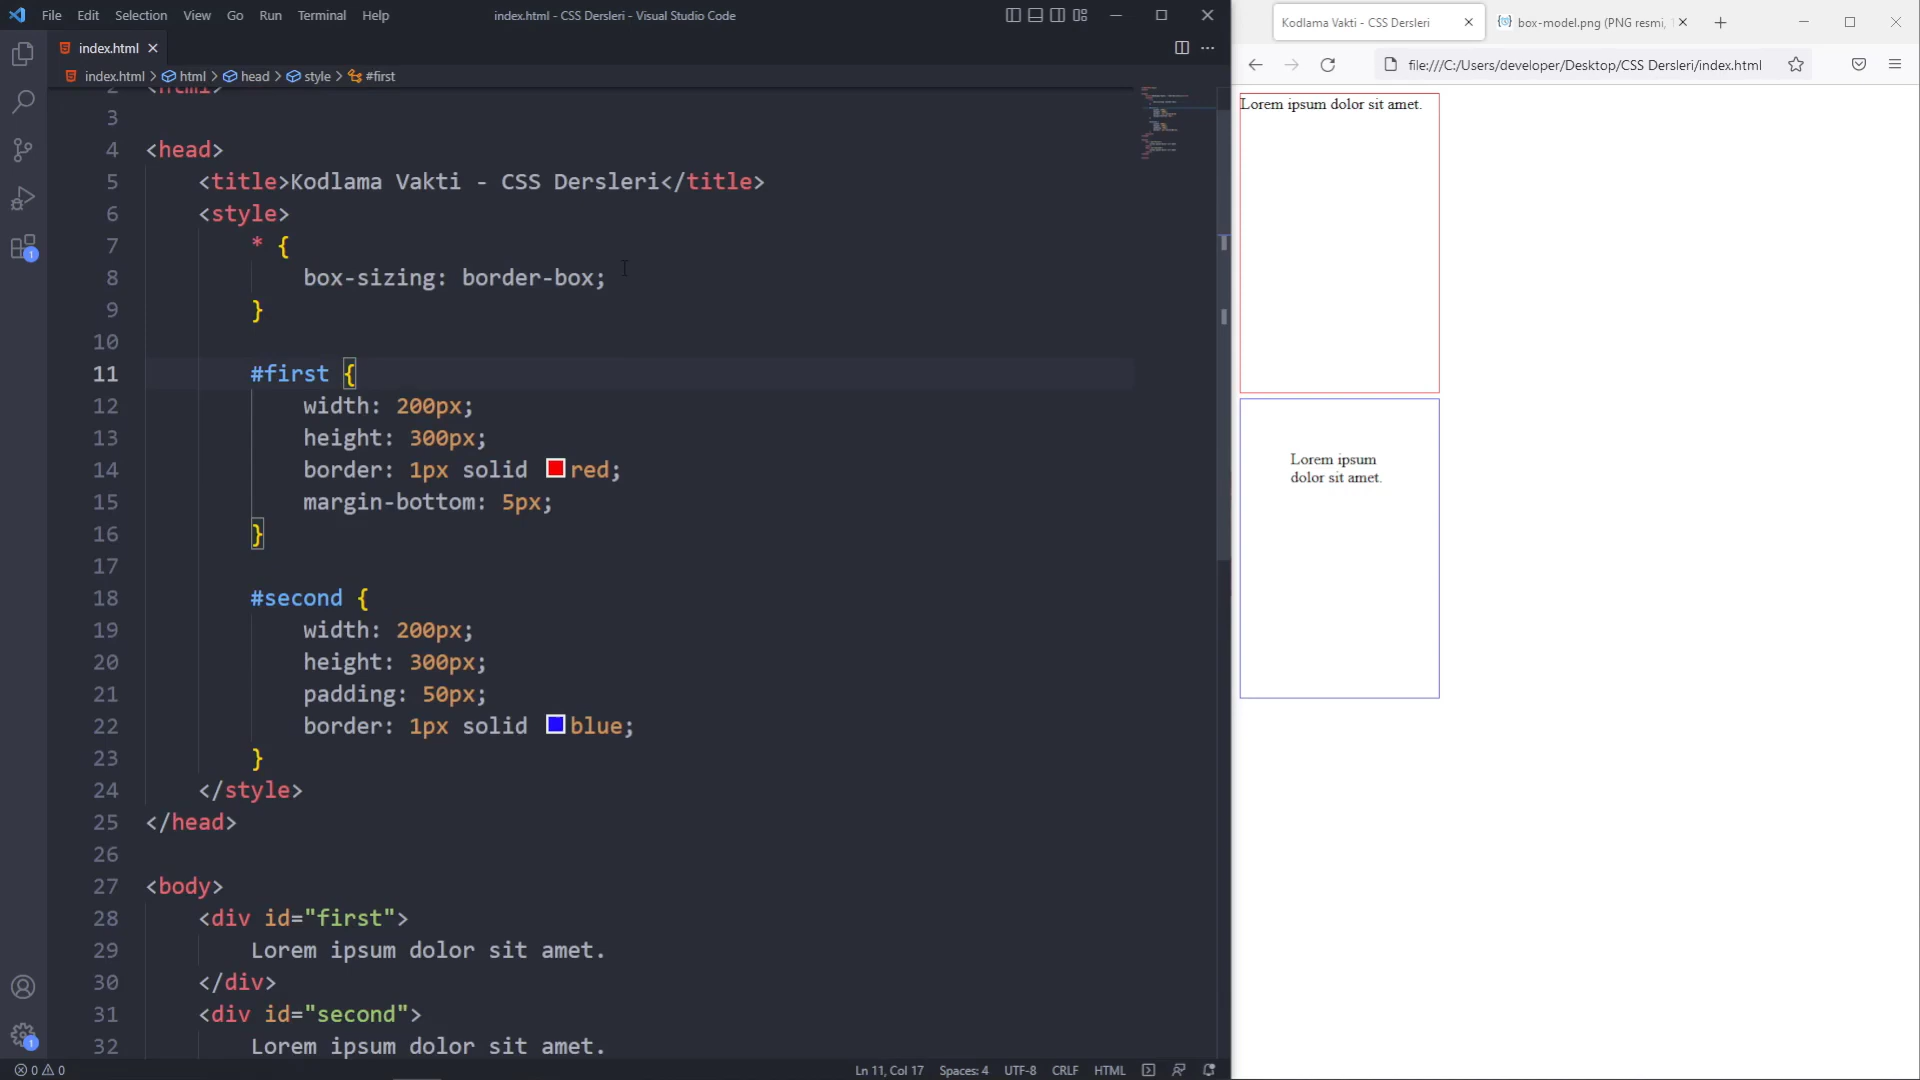 File Edit Selection View Go Run Terminal Help
index.html - CSS Dersleri - Visual Studio Code
index.html
index.html > html > head > style > #first
2 <html>
3
4 <head>
5 <title>Kodlama Vakti - CSS Dersleri</title>
6 <style>
7 * {
8 box-sizing: border-box;
9 }
10
11 #first {
12 width: 200px;
13 height: 300px;
14 border: 1px solid red;
15 margin-bottom: 5px;
16 }
17
18 #second {
19 width: 200px;
20 height: 300px;
21 padding: 50px;
22 border: 1px solid blue;
23 }
24 </style>
25 </head>
26
27 <body>
28 <div id="first">
29 Lorem ipsum dolor sit amet.
30 </div>
31 <div id="second">
32 Lorem ipsum dolor sit amet.
1
1
0 0
Ln 11, Col 17 Spaces: 4 UTF-8 CRLF HTML
Kodlama Vakti - CSS Dersleri
box-model.png (PNG resmi,
file:///C:/Users/developer/Desktop/CSS Dersleri/index.html
Lorem ipsum dolor sit amet.
Lorem ipsum
dolor sit amet.